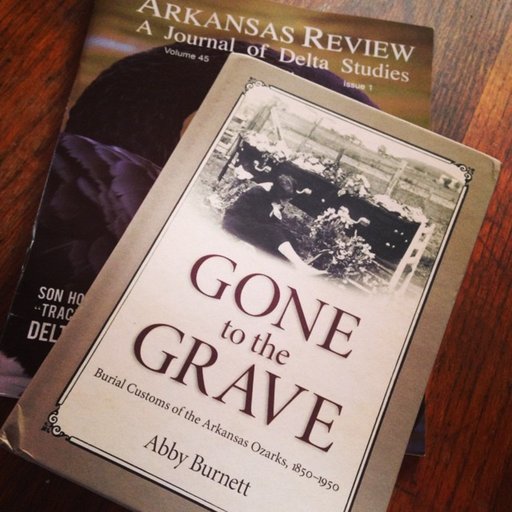 ARKANSAS REVIEW
A Journal of Delta Studies
Volume 45
Issue 1
SON HO
"TRAC
DEL
GONE
to the
GRAVE
Burial Customs of the Arkansas Ozarks, 1850–1950
Abby Burnett